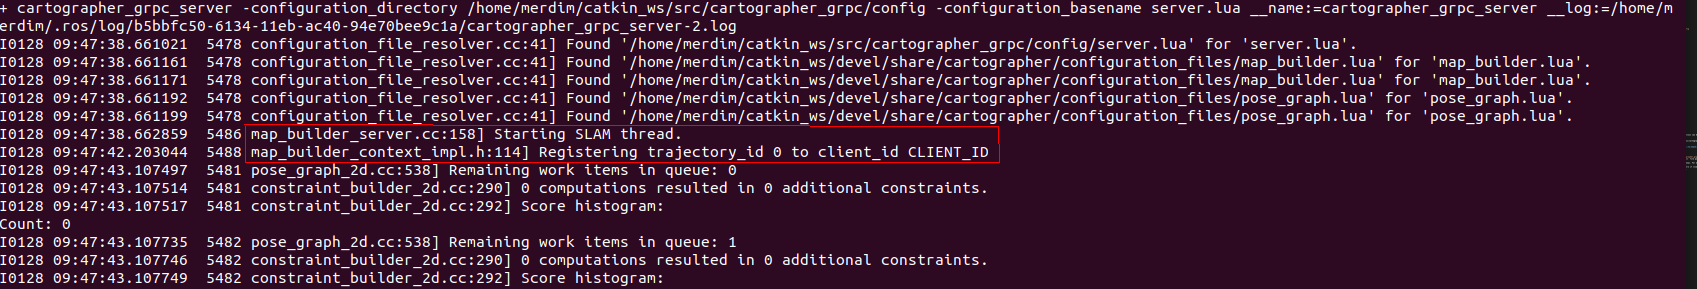 + cartographer_grpc_server -configuration_directory /home/merdim/catkin_ws/src/cartographer_grpc/config -configuration_basename server.lua __name:=cartographer_grpc_server __log:=/home/m
erdim/.ros/log/b5bbfc50-6134-11eb-ac40-94e70bee9c1a/cartographer_grpc_server-2.log
I0128 09:47:38.661021  5478 configuration_file_resolver.cc:41] Found '/home/merdim/catkin_ws/src/cartographer_grpc/config/server.lua' for 'server.lua'.
I0128 09:47:38.661161  5478 configuration_file_resolver.cc:41] Found '/home/merdim/catkin_ws/devel/share/cartographer/configuration_files/map_builder.lua' for 'map_builder.lua'.
I0128 09:47:38.661171  5478 configuration_file_resolver.cc:41] Found '/home/merdim/catkin_ws/devel/share/cartographer/configuration_files/map_builder.lua' for 'map_builder.lua'.
I0128 09:47:38.661192  5478 configuration_file_resolver.cc:41] Found '/home/merdim/catkin_ws/devel/share/cartographer/configuration_files/pose_graph.lua' for 'pose_graph.lua'.
I0128 09:47:38.661199  5478 configuration_file_resolver.cc:41] Found '/home/merdim/catkin_ws/devel/share/cartographer/configuration_files/pose_graph.lua' for 'pose_graph.lua'.
I0128 09:47:38.662859  5486 map_builder_server.cc:158] Starting SLAM thread.
I0128 09:47:42.203044  5488 map_builder_context_impl.h:114] Registering trajectory_id 0 to client_id CLIENT_ID
I0128 09:47:43.107497  5481 pose_graph_2d.cc:538] Remaining work items in queue: 0
I0128 09:47:43.107514  5481 constraint_builder_2d.cc:290] 0 computations resulted in 0 additional constraints.
I0128 09:47:43.107517  5481 constraint_builder_2d.cc:292] Score histogram:
Count: 0
I0128 09:47:43.107735  5482 pose_graph_2d.cc:538] Remaining work items in queue: 1
I0128 09:47:43.107746  5482 constraint_builder_2d.cc:290] 0 computations resulted in 0 additional constraints.
I0128 09:47:43.107749  5482 constraint_builder_2d.cc:292] Score histogram: